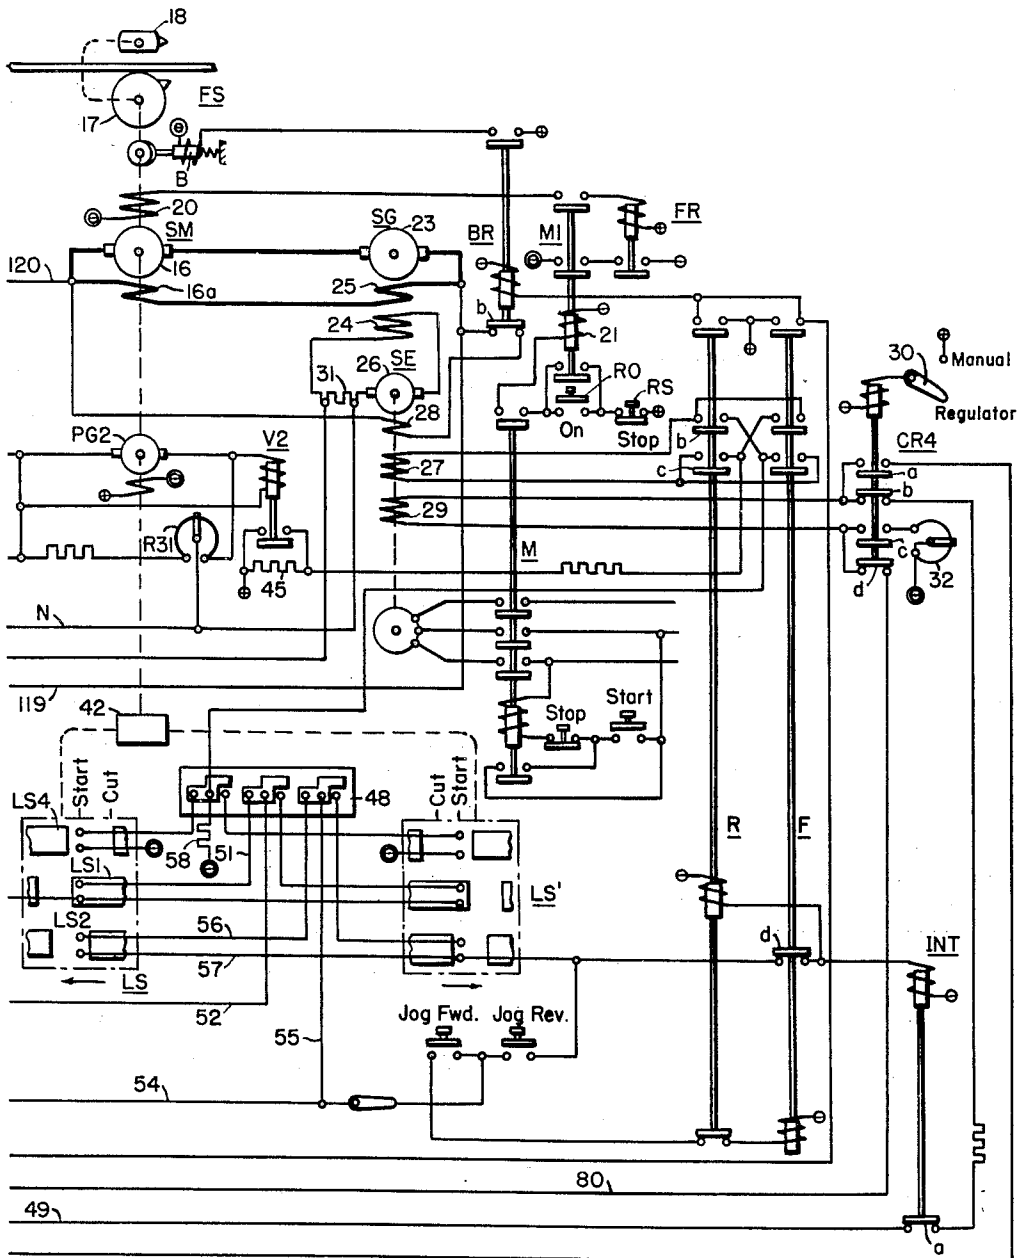 18
FS
17
B
20
SM
SG
23
BR
M1
FR
120
16
16a
25
b
24
21
SE
26
31
RO
RS
30
Manual
Regulator
28
On
Stop
PG2
V2
27
b
c
CR4
a
b
29
R31
M
c
d
32
45
N
119
42
Stop
Start
Start
Cut
Cut
Start
48
LS4
58
51
R
F
LS1
LS'
LS2
56
57
d
INT
LS
52
Jog Fwd.
Jog Rev.
55
54
80
49
a